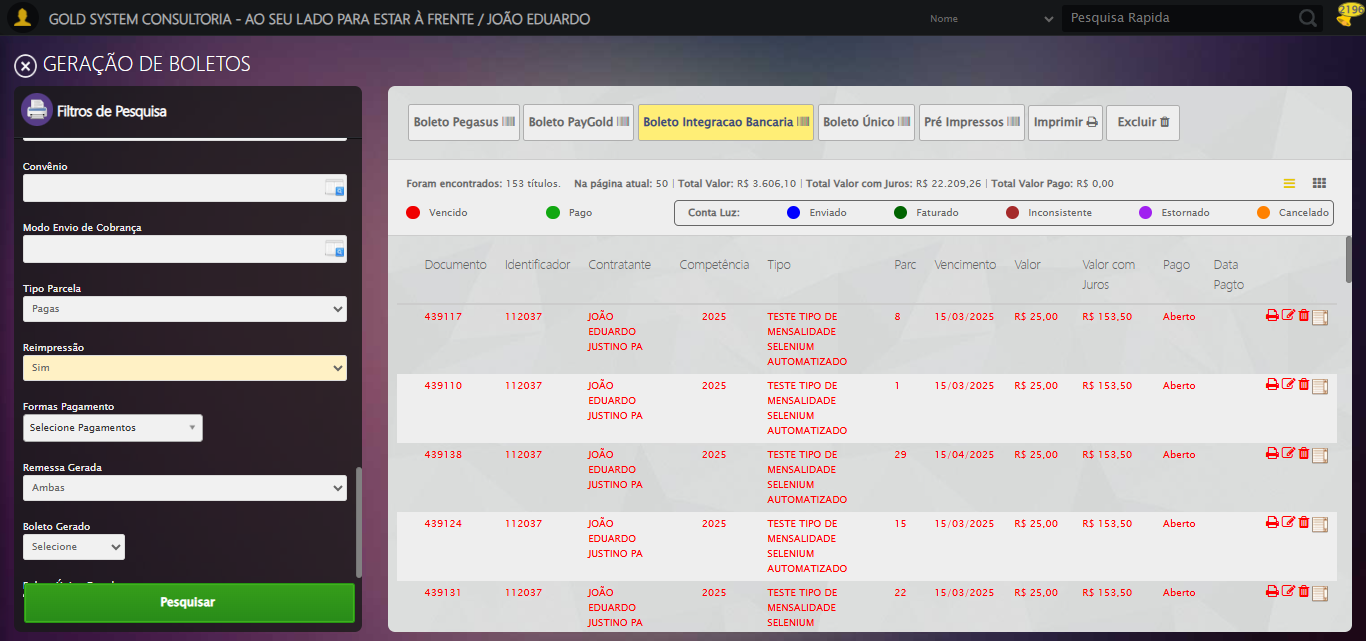 GOLD SYSTEM CONSULTORIA - AO SEU LADO PARA ESTAR À FRENTE / JOÃO EDUARDO
Nome
Pesquisa Rapida
2196
GERAÇÃO DE BOLETOS
Filtros de Pesquisa
Convênio
Modo Envio de Cobrança
Tipo Parcela
Pagas
Reimpressão
Sim
Formas Pagamento
Selecione Pagamentos
Remessa Gerada
Ambas
Boleto Gerado
Selecione
Pesquisar
Boleto Pegasus
Boleto PayGold
Boleto Integracao Bancaria
Boleto Único
Pré Impressos
Imprimir
Excluir
Foram encontrados: 153 títulos. Na página atual: 50 | Total Valor: R$ 3.606,10 | Total Valor com Juros: R$ 22.209,26 | Total Valor Pago: R$ 0,00
Vencido
Pago
Conta Luz:
Enviado
Faturado
Inconsistente
Estornado
Cancelado
Documento Identificador Contratante Competência Tipo Parc Vencimento Valor Valor com Pago Data
Juros Pagto
439117 112037 JOÃO 2025 TESTE TIPO DE 8 15/03/2025 R$ 25,00 R$ 153,50 Aberto
EDUARDO MENSALIDADE
JUSTINO PA SELENIUM
AUTOMATIZADO
439110 112037 JOÃO 2025 TESTE TIPO DE 1 15/03/2025 R$ 25,00 R$ 153,50 Aberto
EDUARDO MENSALIDADE
JUSTINO PA SELENIUM
AUTOMATIZADO
439138 112037 JOÃO 2025 TESTE TIPO DE 29 15/04/2025 R$ 25,00 R$ 153,50 Aberto
EDUARDO MENSALIDADE
JUSTINO PA SELENIUM
AUTOMATIZADO
439124 112037 JOÃO 2025 TESTE TIPO DE 15 15/03/2025 R$ 25,00 R$ 153,50 Aberto
EDUARDO MENSALIDADE
JUSTINO PA SELENIUM
AUTOMATIZADO
439131 112037 JOÃO 2025 TESTE TIPO DE 22 15/03/2025 R$ 25,00 R$ 153,50 Aberto
EDUARDO MENSALIDADE
JUSTINO PA SELENIUM